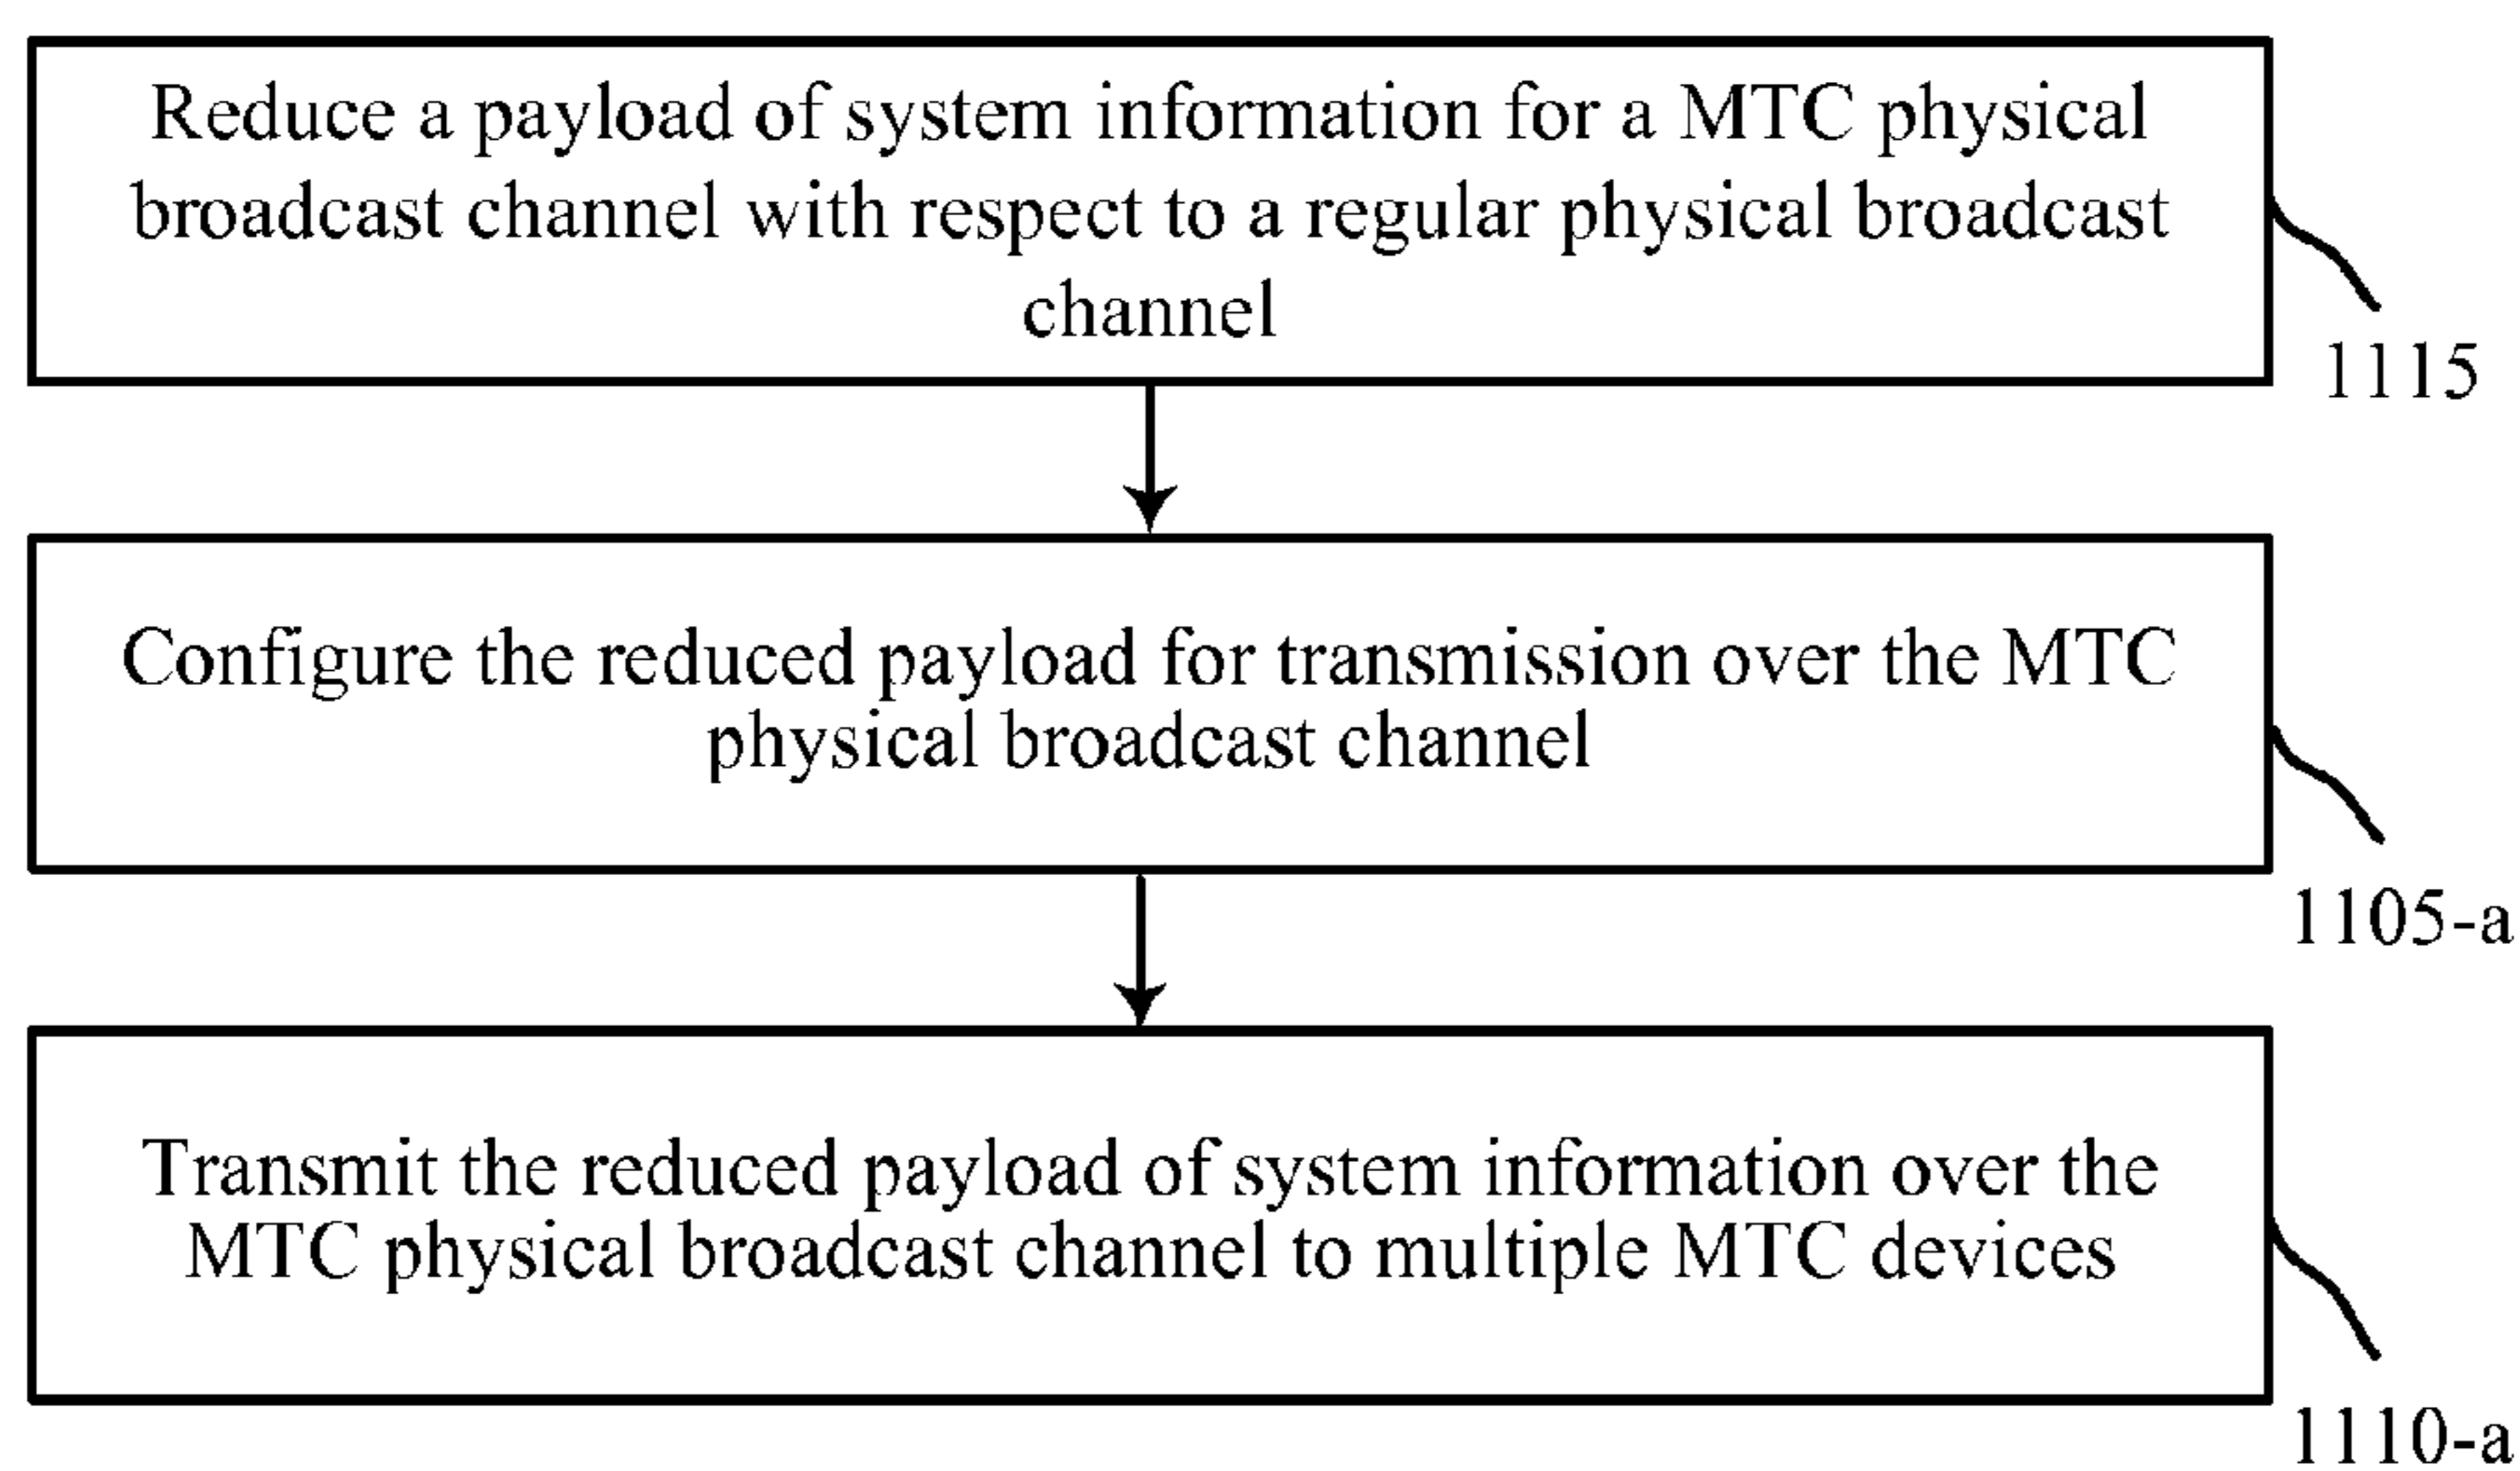 Reduce a payload of system information for a MTC physical
broadcast channel with respect to a regular physical broadcast
channel
1115
Configure the reduced payload for transmission over the MTC
physical broadcast channel
1105-a
Transmit the reduced payload of system information over the
MTC physical broadcast channel to multiple MTC devices
1110-a